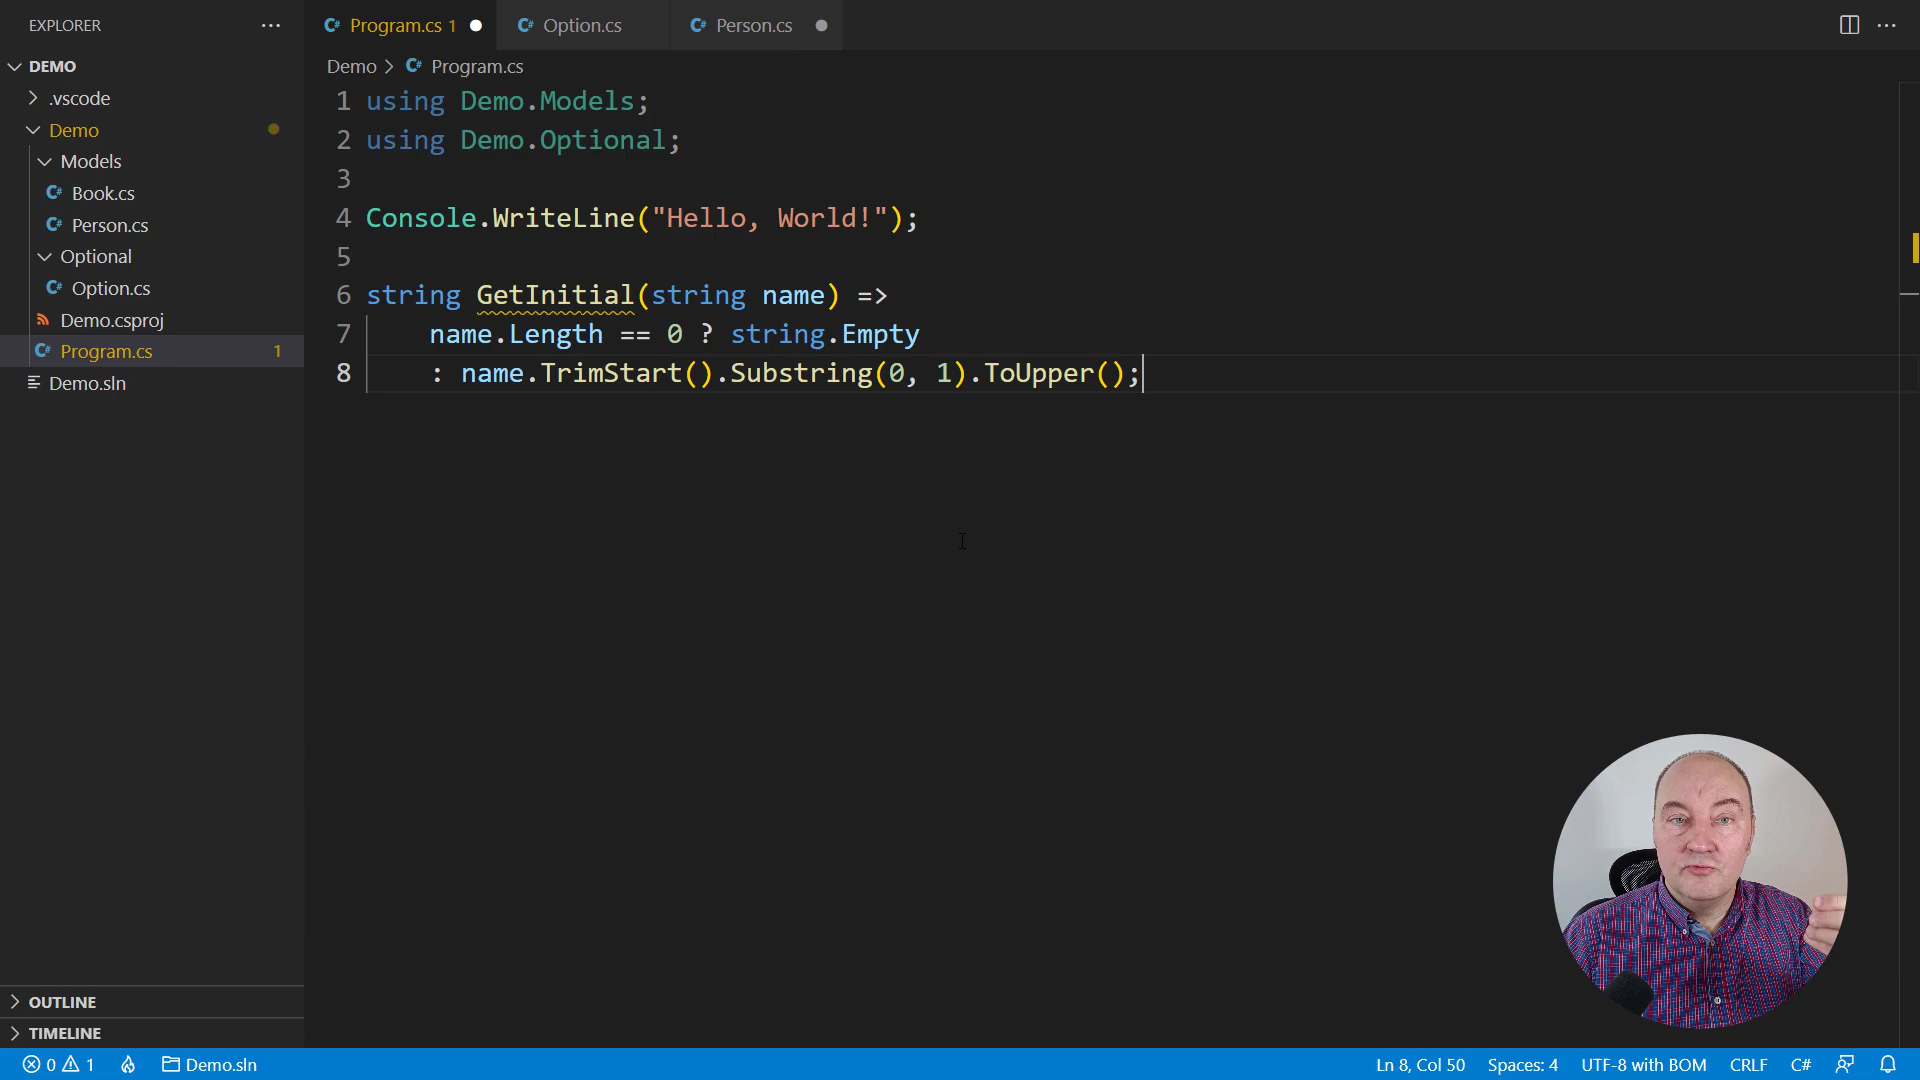 EXPLORER
DEMO
.vscode
Demo
Models
C# Book.cs
C# Person.cs
Optional
C# Option.cs
Demo.csproj
C# Program.cs 1
Demo.sln
OUTLINE
TIMELINE
C# Program.cs 1
C# Option.cs
C# Person.cs
Demo > C# Program.cs
1 using Demo.Models;
2 using Demo.Optional;
3
4 Console.WriteLine("Hello, World!");
5
6 string GetInitial(string name) =>
7 name.Length == 0 ? string.Empty
8 : name.TrimStart().Substring(0, 1).ToUpper();
0 1 Demo.sln Ln 8, Col 50 Spaces: 4 UTF-8 with BOM CRLF C#